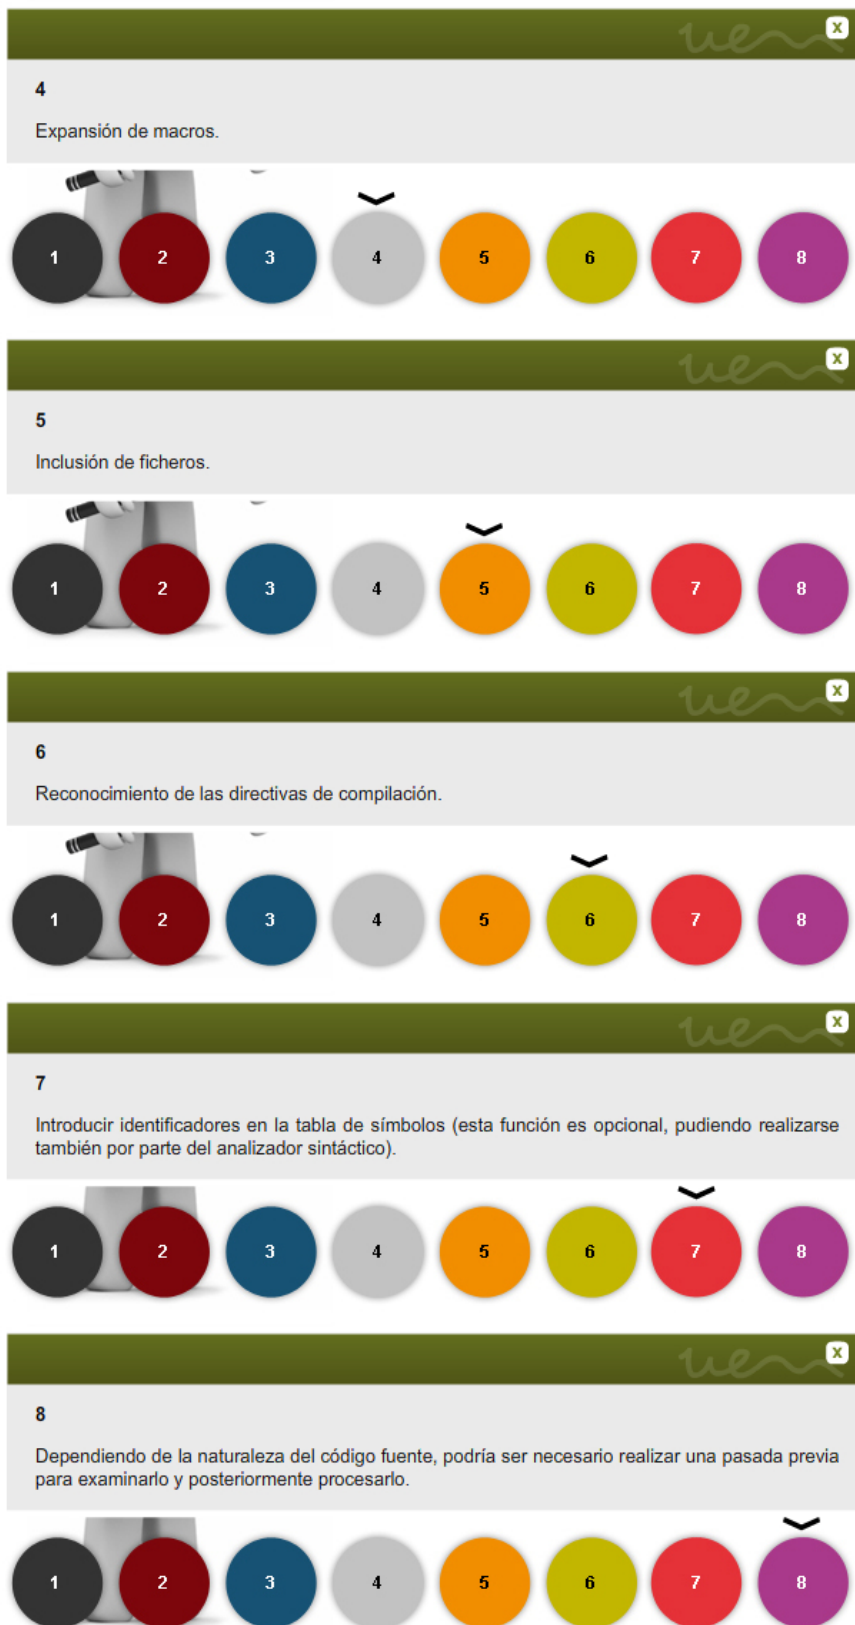 X
4
Expansión de macros.
1 2 3 4 5 6 7 8
X
5
Inclusión de ficheros.
1 2 3 4 5 6 7 8
X
6
Reconocimiento de las directivas de compilación.
1 2 3 4 5 6 7 8
X
7
Introducir identificadores en la tabla de símbolos (esta función es opcional, pudiendo realizarse
también por parte del analizador sintáctico).
1 2 3 4 5 6 7 8
X
8
Dependiendo de la naturaleza del código fuente, podría ser necesario realizar una pasada previa
para examinarlo y posteriormente procesarlo.
1 2 3 4 5 6 7 8